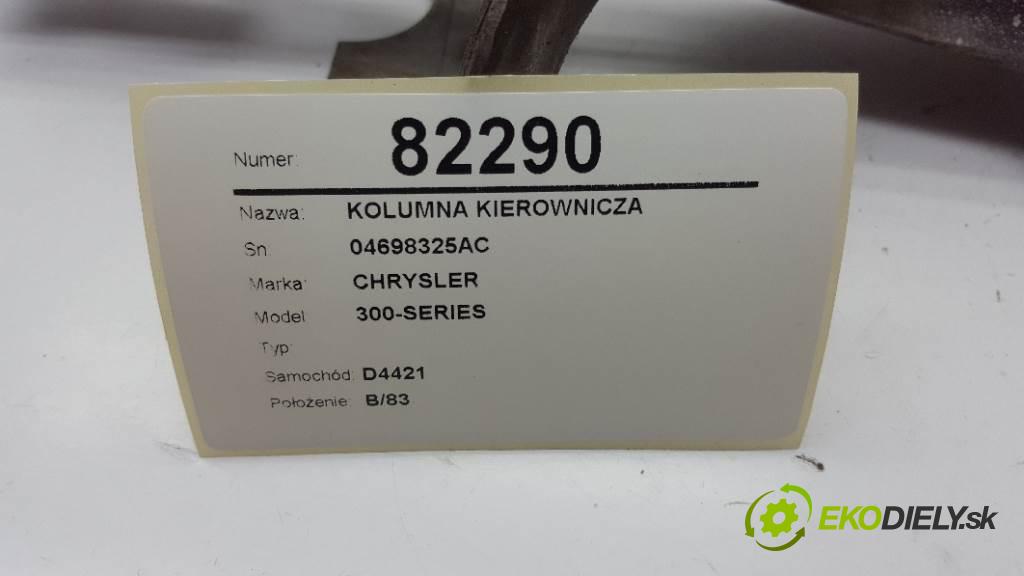 Numer: 82290
Nazwa: KOLUMNA KIEROWNICZA
Sn 04698325AC
Marka: CHRYSLER
Model 300-SERIES
Typ:
Samochód: D4421
Położenie: B/83
EKODIELY.sk